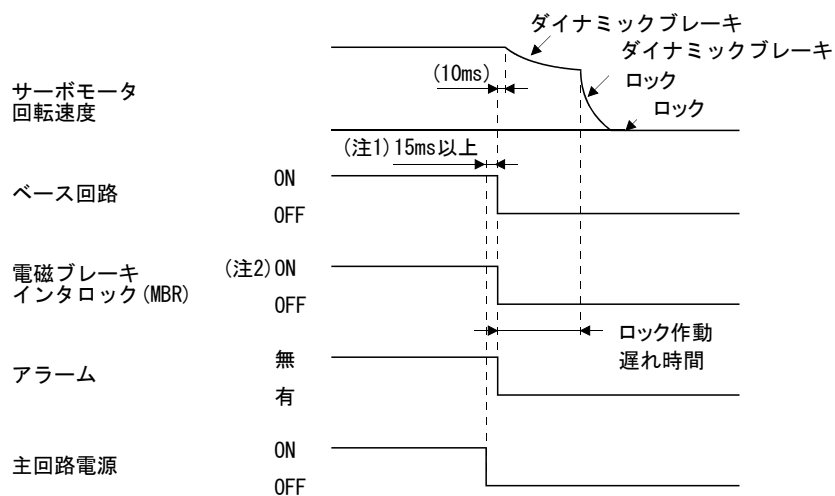 ダイナミックブレーキ
ダイナミックブレーキ
(10ms)
ロック
サーボモータ
回転速度
ロック
(注1)15ms以上
ベース回路
ON
OFF
電磁ブレーキ
インタロック(MBR)
(注2)ON
OFF
ロック作動
遅れ時間
アラーム
無
有
主回路電源
ON
OFF